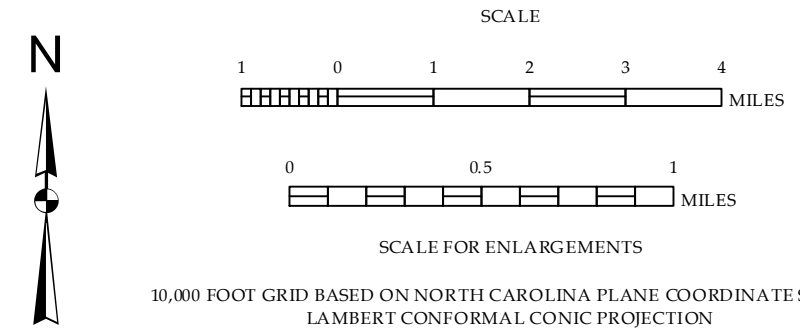 SCALE
N
1 0 1 2 3 4
MILES
0 0.5 1
MILES
SCALE FOR ENLARGEMENTS
10,000 FOOT GRID BASED ON NORTH CAROLINA PLANE COORDINATES
LAMBERT CONFORMAL CONIC PROJECTION